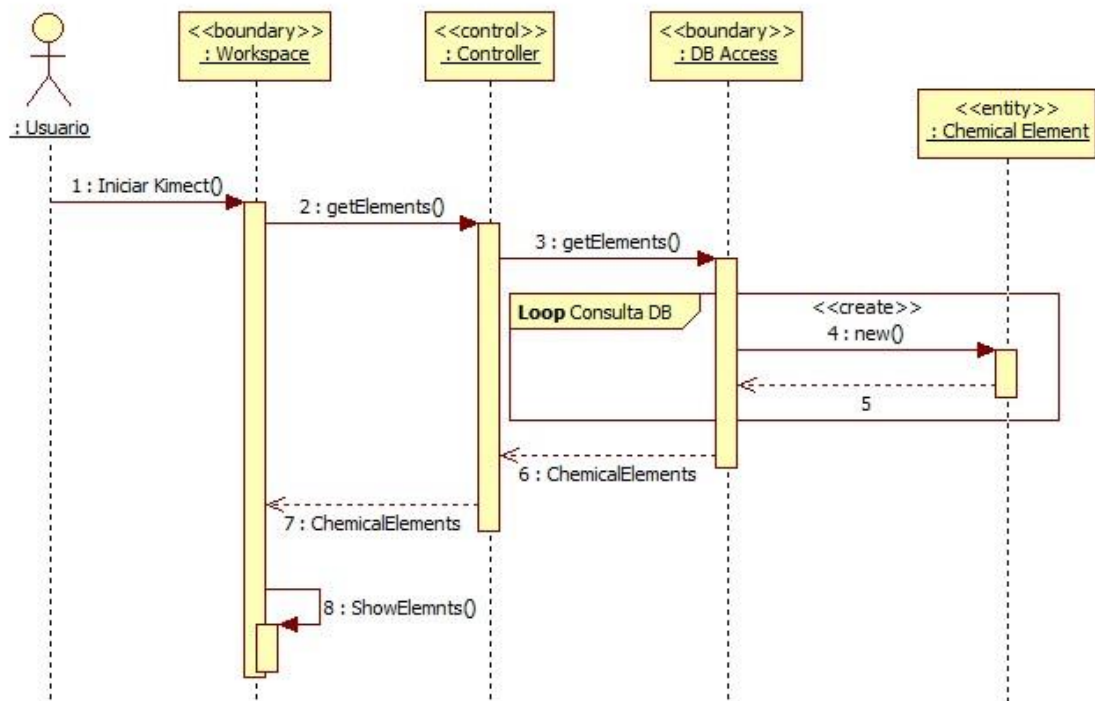 <<boundary>>
: Workspace
<<control>>
: Controller
<<boundary>>
: DB Access
<<entity>>
: Chemical Element
: Usuario
1 : Iniciar Kimect()
2 : getElements()
3 : getElements()
Loop Consulta DB
<<create>>
4 : new()
5
6 : ChemicalElements
7 : ChemicalElements
8 : ShowElemnts()